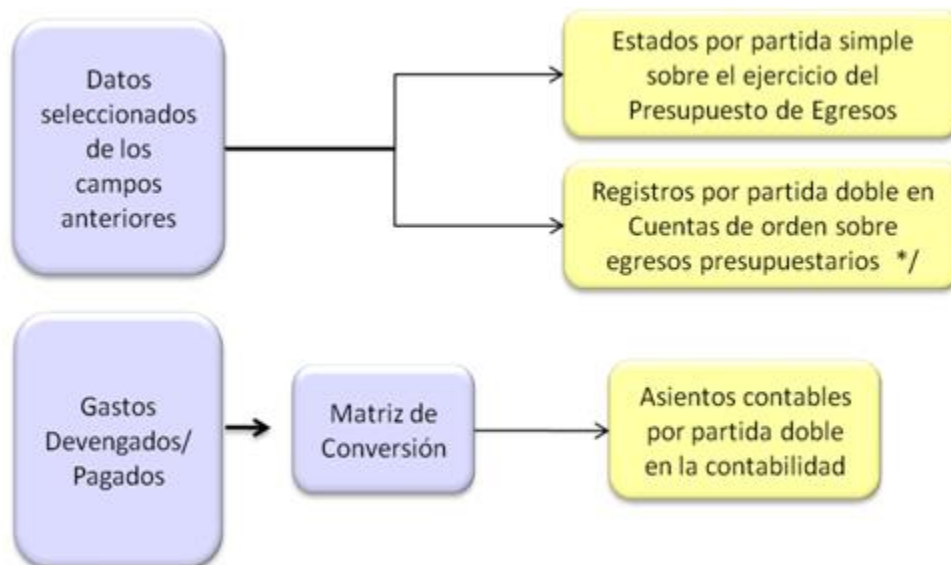 Datos
seleccionados
de los
campos
anteriores
Estados por partida simple
sobre el ejercicio del
Presupuesto de Egresos
Registros por partida doble en
Cuentas de orden sobre
egresos presupuestarios */
Gastos
Devengados/
Pagados
Matriz de
Conversión
Asientos contables
por partida doble
en la contabilidad